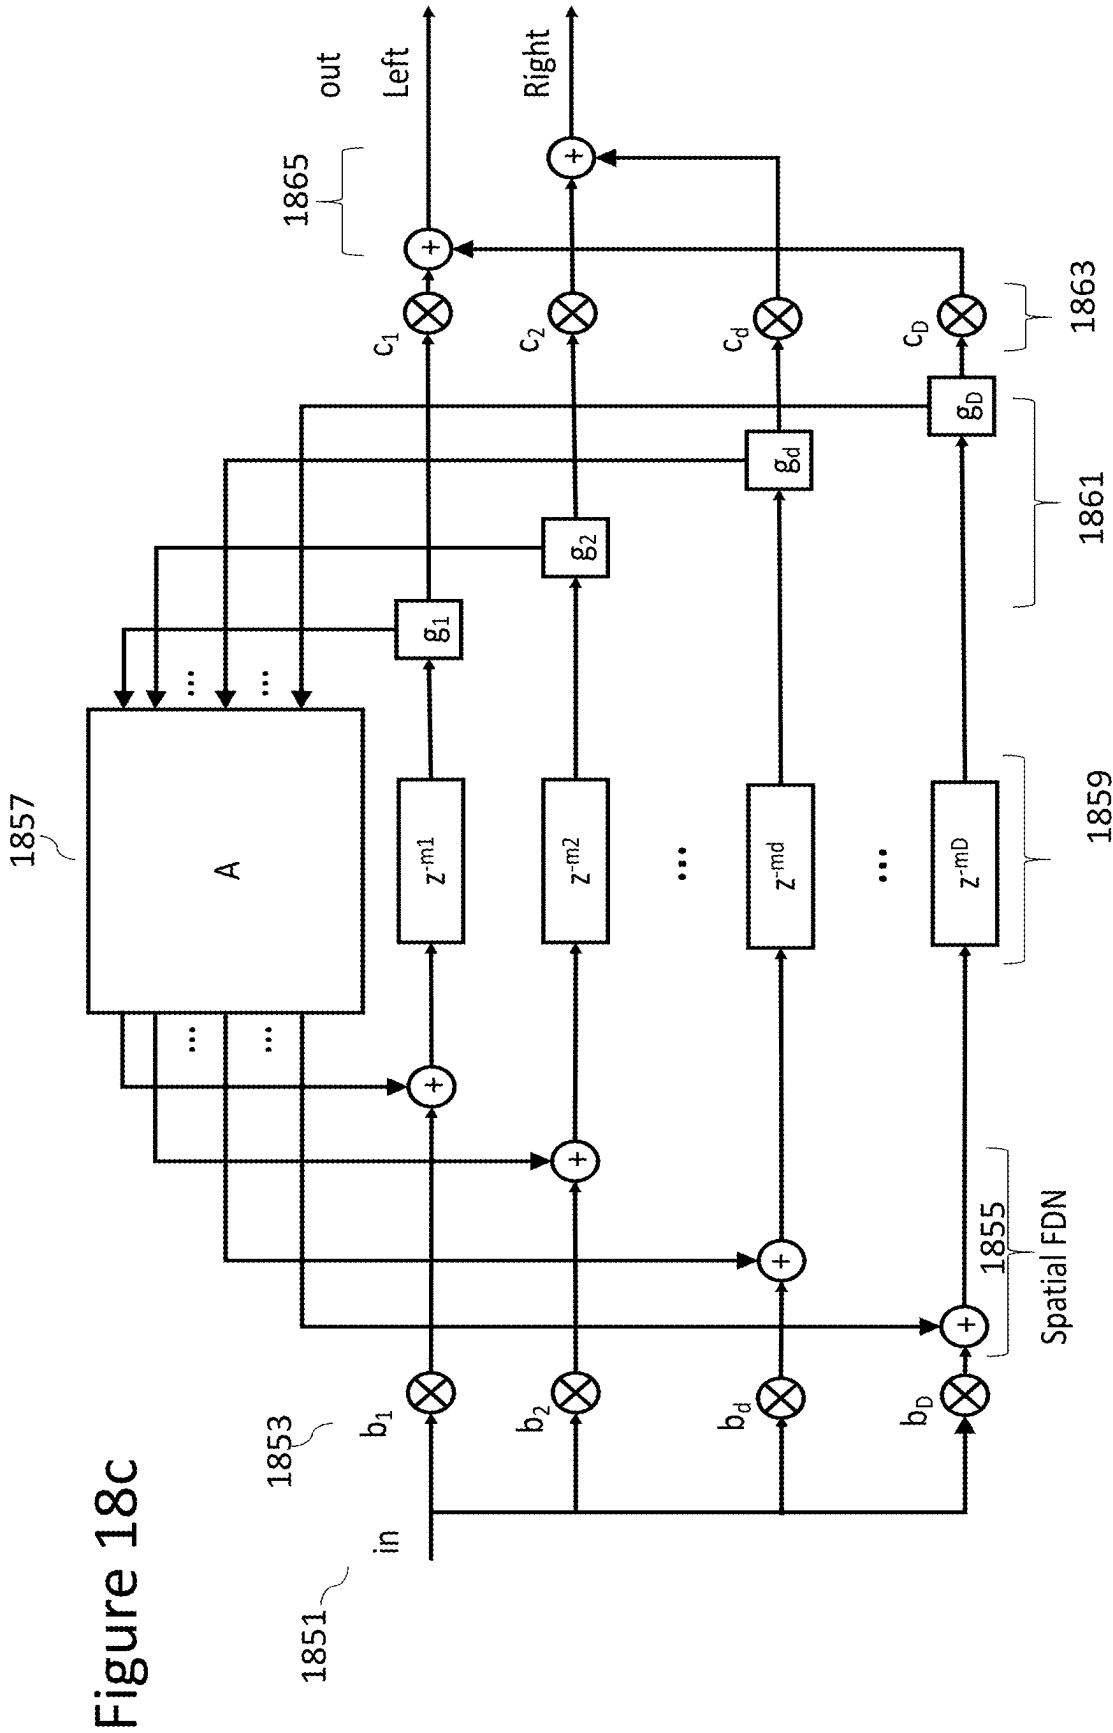 Figure 18c
1851
in
1853
b1
b2
bd
bD
1855
Spatial FDN
+
+
+
+
1857
A
...
...
...
...
z-m1
z-m2
...
z-md
...
z-mD
1859
g1
g2
gd
gD
1861
c1
c2
cd
cD
1863
+
+
1865
out
Left
Right